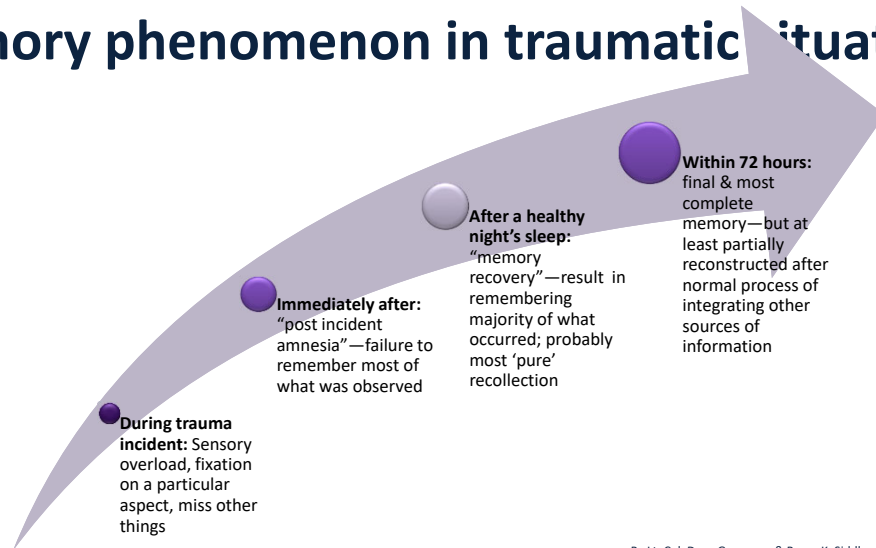 phenomenon in traumatic
During trauma
incident: Sensory
overload, fixation
on a particular
aspect, miss other
things
Immediately after:
“post incident
amnesia”—failure to
remember most of
what was observed
After a healthy
night’s sleep:
“memory
recovery”—result in
remembering
majority of what
occurred; probably
most ‘pure’
recollection
Within 72 hours:
final & most
complete
memory—but at
least partially
reconstructed after
normal process of
integrating other
sources of
information